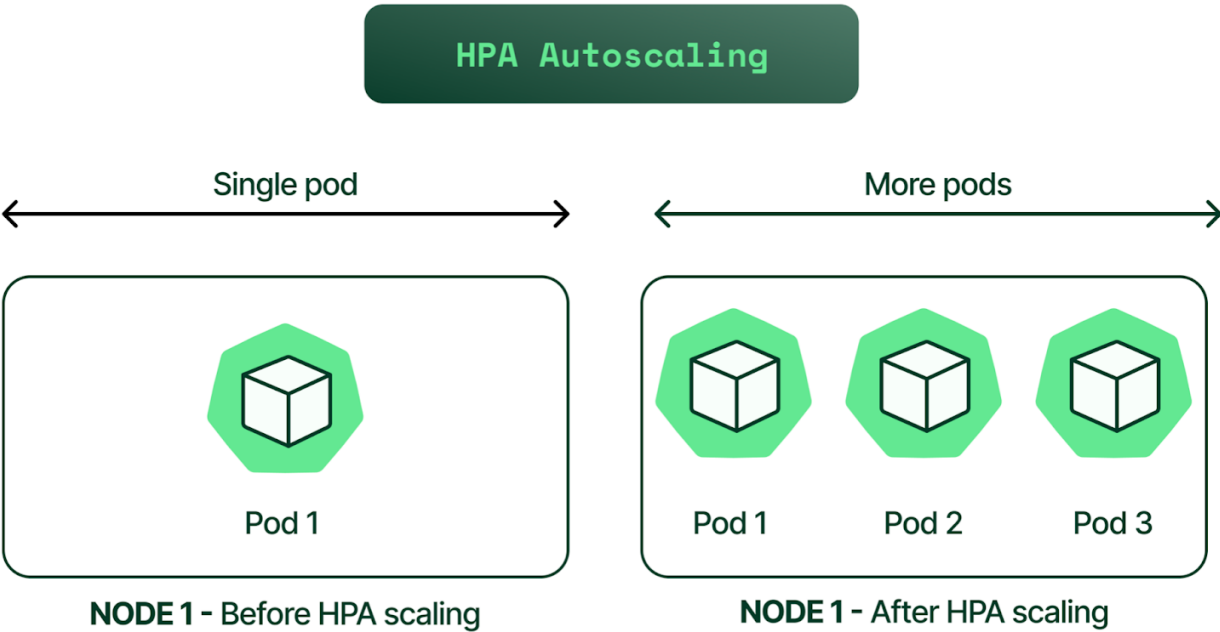 HPA Autoscaling
Single pod
More pods
Pod 1
Pod 1
Pod 2
Pod 3
NODE 1 - Before HPA scaling
NODE 1 - After HPA scaling